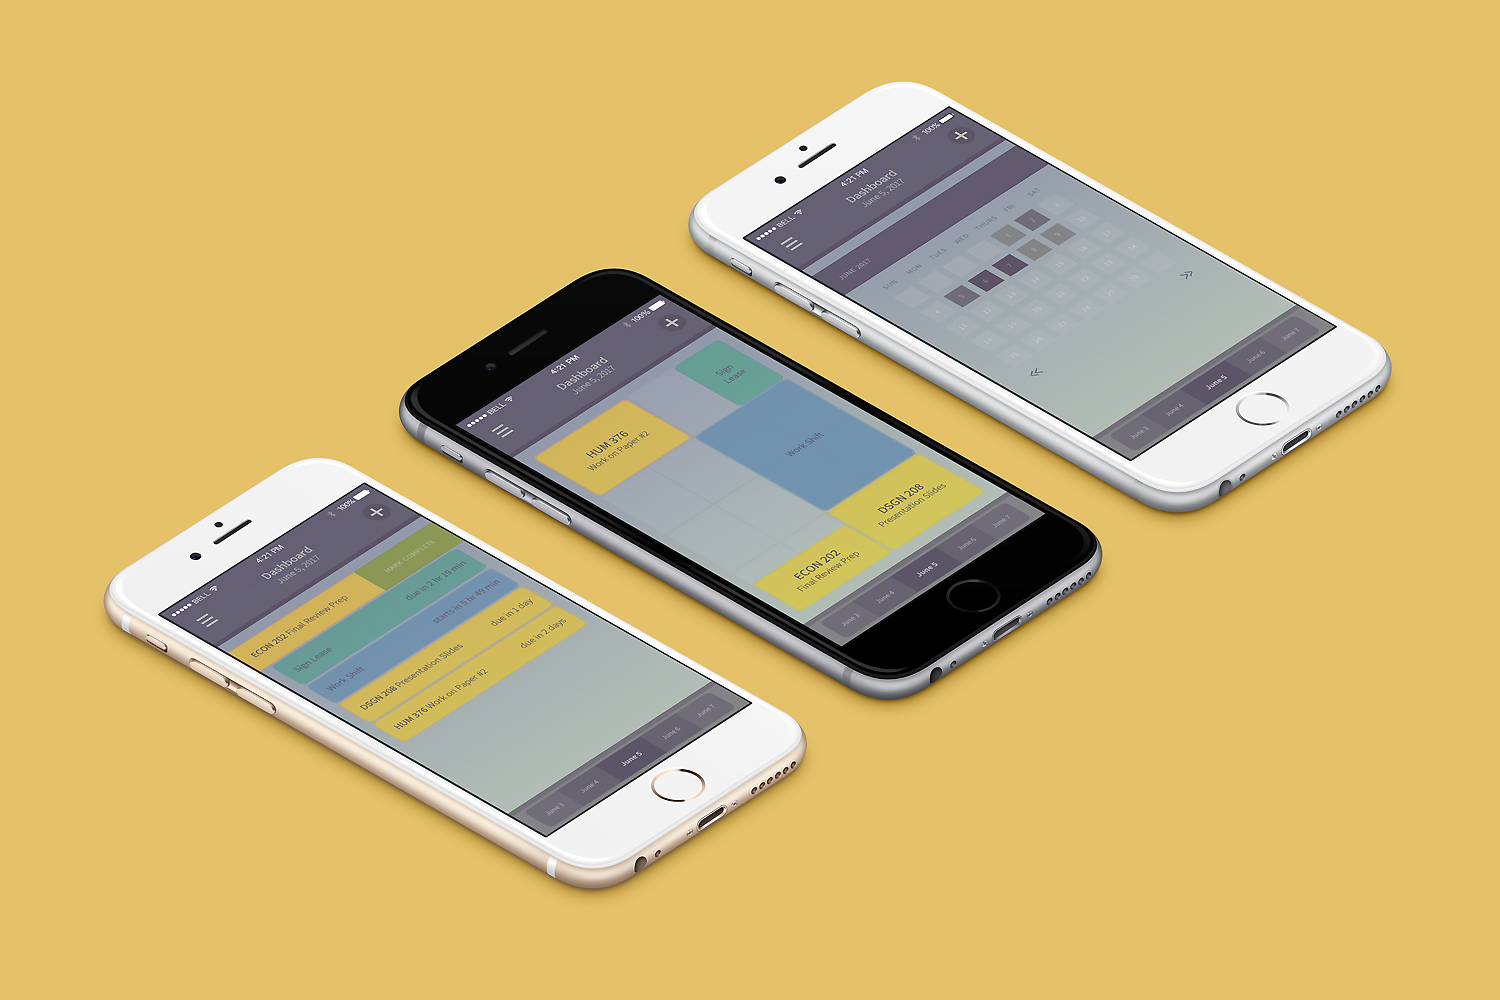 BELL
4:21 PM
100%
Dashboard
June 5, 2017
ECON 202 Final Review Prep
MARK COMPLETE
Sign Lease
due in 2 hr 19 min
Work Shift
starts in 5 hr 49 min
DSGN 208 Presentation Slides
due in 1 day
HUM 376 Work on Paper #2
due in 2 days
June 3
June 4
June 5
June 6
June 7
BELL
4:21 PM
100%
Dashboard
June 5, 2017
Sign
Lease
HUM 376
Work on Paper #2
Work Shift
DSGN 208
Presentation Slides
ECON 202
Final Review Prep
June 3
June 4
June 5
June 6
June 7
BELL
4:21 PM
100%
Dashboard
June 5, 2017
JUNE 2017
SUN MON TUES WED THURS FRI SAT
June 3
June 4
June 5
June 6
June 7